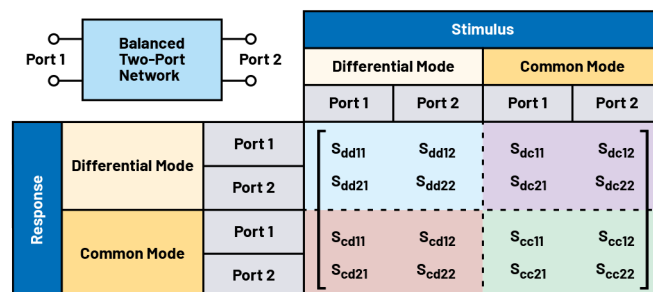 Stimulus
Balanced
Two-Port
Network
Port 1
Port 2
Differential Mode
Common Mode
Port 1
Port 2
Port 1
Port 2
Response
Differential Mode
Port 1
Port 2
Common Mode
Port 1
Port 2
Sdd11 Sdd12 Sdc11 Sdc12
Sdd21 Sdd22 Sdc21 Sdc22
Scd11 Scd12 Scc11 Scc12
Scd21 Scd22 Scc21 Scc22